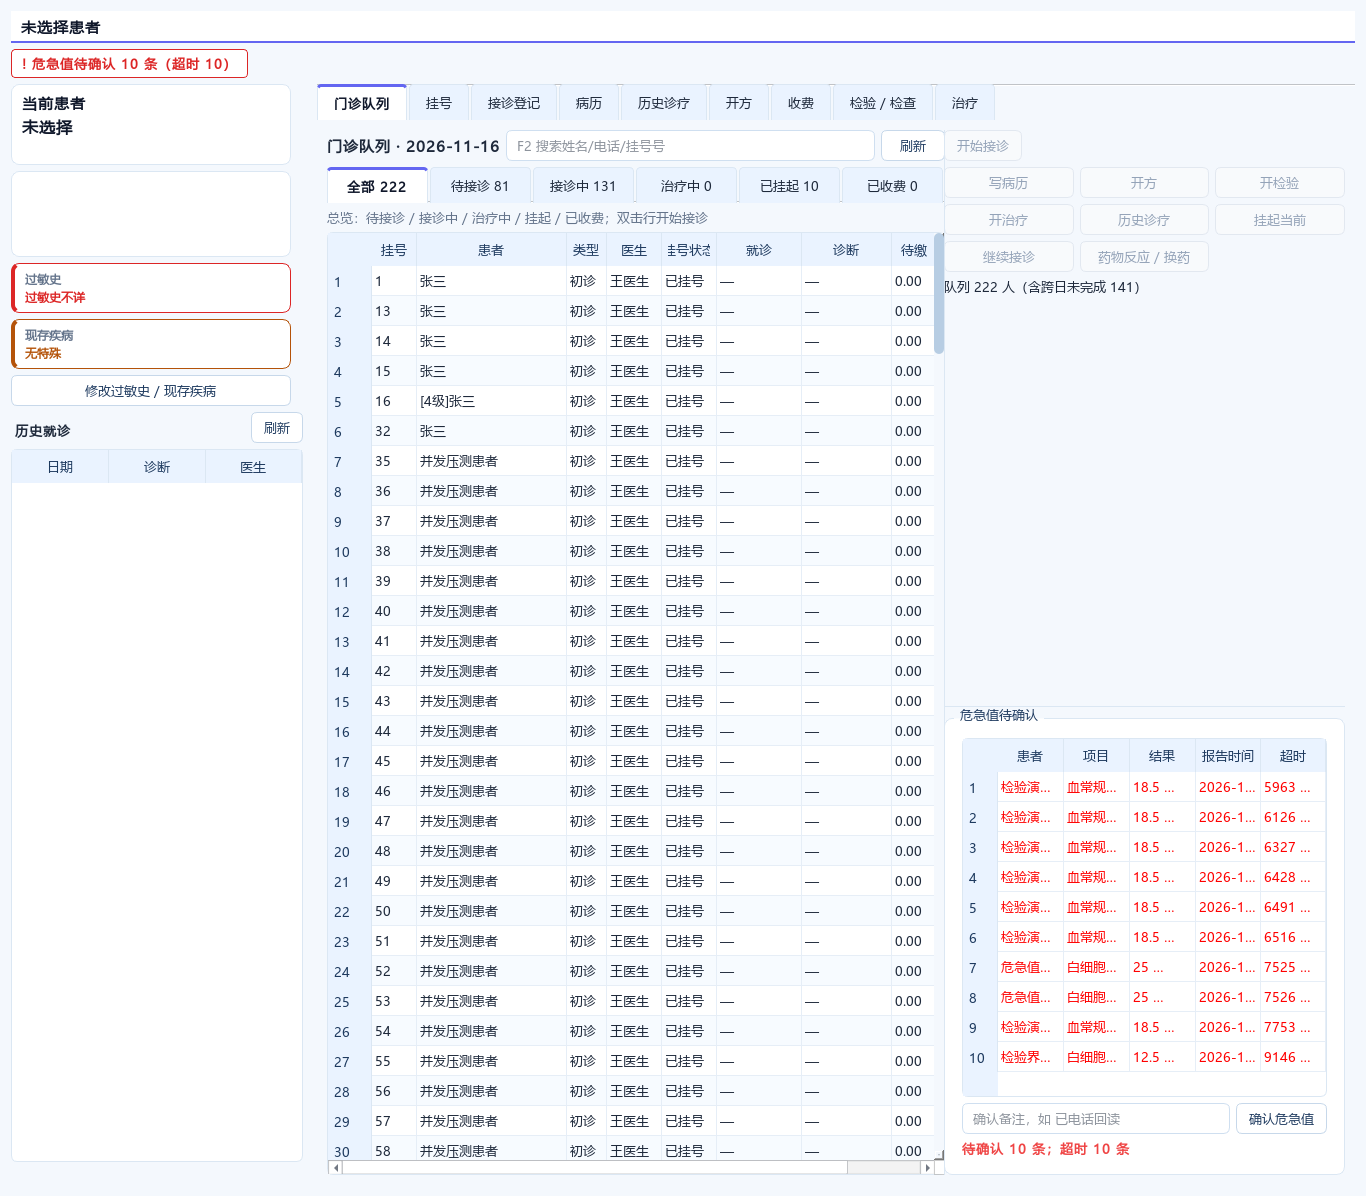 未选择患者
! 危急值待确认 10 条（超时 10）
当前患者
未选择
过敏史
过敏史不详
现存疾病
无特殊
修改过敏史 / 现存疾病
历史就诊 刷新
日期 诊断 医生
门诊队列 挂号 接诊登记 病历 历史诊疗 开方 收费 检验 / 检查 治疗
门诊队列 · 2026-11-16 F2 搜索姓名/电话/挂号号 刷新 开始接诊
全部 222 待接诊 81 接诊中 131 治疗中 0 已挂起 10 已收费 0
总览：待接诊 / 接诊中 / 治疗中 / 挂起 / 已收费；双击行开始接诊
挂号 患者 类型 医生 挂号状态 就诊 诊断 待缴
1 1 张三 初诊 王医生 已挂号 — — 0.00
2 13 张三 初诊 王医生 已挂号 — — 0.00
3 14 张三 初诊 王医生 已挂号 — — 0.00
4 15 张三 初诊 王医生 已挂号 — — 0.00
5 16 [4级]张三 初诊 王医生 已挂号 — — 0.00
6 32 张三 初诊 王医生 已挂号 — — 0.00
7 35 并发压测患者 初诊 王医生 已挂号 — — 0.00
8 36 并发压测患者 初诊 王医生 已挂号 — — 0.00
9 37 并发压测患者 初诊 王医生 已挂号 — — 0.00
10 38 并发压测患者 初诊 王医生 已挂号 — — 0.00
11 39 并发压测患者 初诊 王医生 已挂号 — — 0.00
12 40 并发压测患者 初诊 王医生 已挂号 — — 0.00
13 41 并发压测患者 初诊 王医生 已挂号 — — 0.00
14 42 并发压测患者 初诊 王医生 已挂号 — — 0.00
15 43 并发压测患者 初诊 王医生 已挂号 — — 0.00
16 44 并发压测患者 初诊 王医生 已挂号 — — 0.00
17 45 并发压测患者 初诊 王医生 已挂号 — — 0.00
18 46 并发压测患者 初诊 王医生 已挂号 — — 0.00
19 47 并发压测患者 初诊 王医生 已挂号 — — 0.00
20 48 并发压测患者 初诊 王医生 已挂号 — — 0.00
21 49 并发压测患者 初诊 王医生 已挂号 — — 0.00
22 50 并发压测患者 初诊 王医生 已挂号 — — 0.00
23 51 并发压测患者 初诊 王医生 已挂号 — — 0.00
24 52 并发压测患者 初诊 王医生 已挂号 — — 0.00
25 53 并发压测患者 初诊 王医生 已挂号 — — 0.00
26 54 并发压测患者 初诊 王医生 已挂号 — — 0.00
27 55 并发压测患者 初诊 王医生 已挂号 — — 0.00
28 56 并发压测患者 初诊 王医生 已挂号 — — 0.00
29 57 并发压测患者 初诊 王医生 已挂号 — — 0.00
30 58 并发压测患者 初诊 王医生 已挂号 — — 0.00
写病历 开方 开检验
开治疗 历史诊疗 挂起当前
继续接诊 药物反应 / 换药
队列 222 人（含跨日未完成 141）
危急值待确认
患者 项目 结果 报告时间 超时
1 检验演... 血常规... 18.5 ... 2026-1... 5963 ...
2 检验演... 血常规... 18.5 ... 2026-1... 6126 ...
3 检验演... 血常规... 18.5 ... 2026-1... 6327 ...
4 检验演... 血常规... 18.5 ... 2026-1... 6428 ...
5 检验演... 血常规... 18.5 ... 2026-1... 6491 ...
6 检验演... 血常规... 18.5 ... 2026-1... 6516 ...
7 危急值... 白细胞... 25 ... 2026-1... 7525 ...
8 危急值... 白细胞... 25 ... 2026-1... 7526 ...
9 检验演... 血常规... 18.5 ... 2026-1... 7753 ...
10 检验界... 白细胞... 12.5 ... 2026-1... 9146 ...
确认备注，如 已电话回读 确认危急值
待确认 10 条；超时 10 条